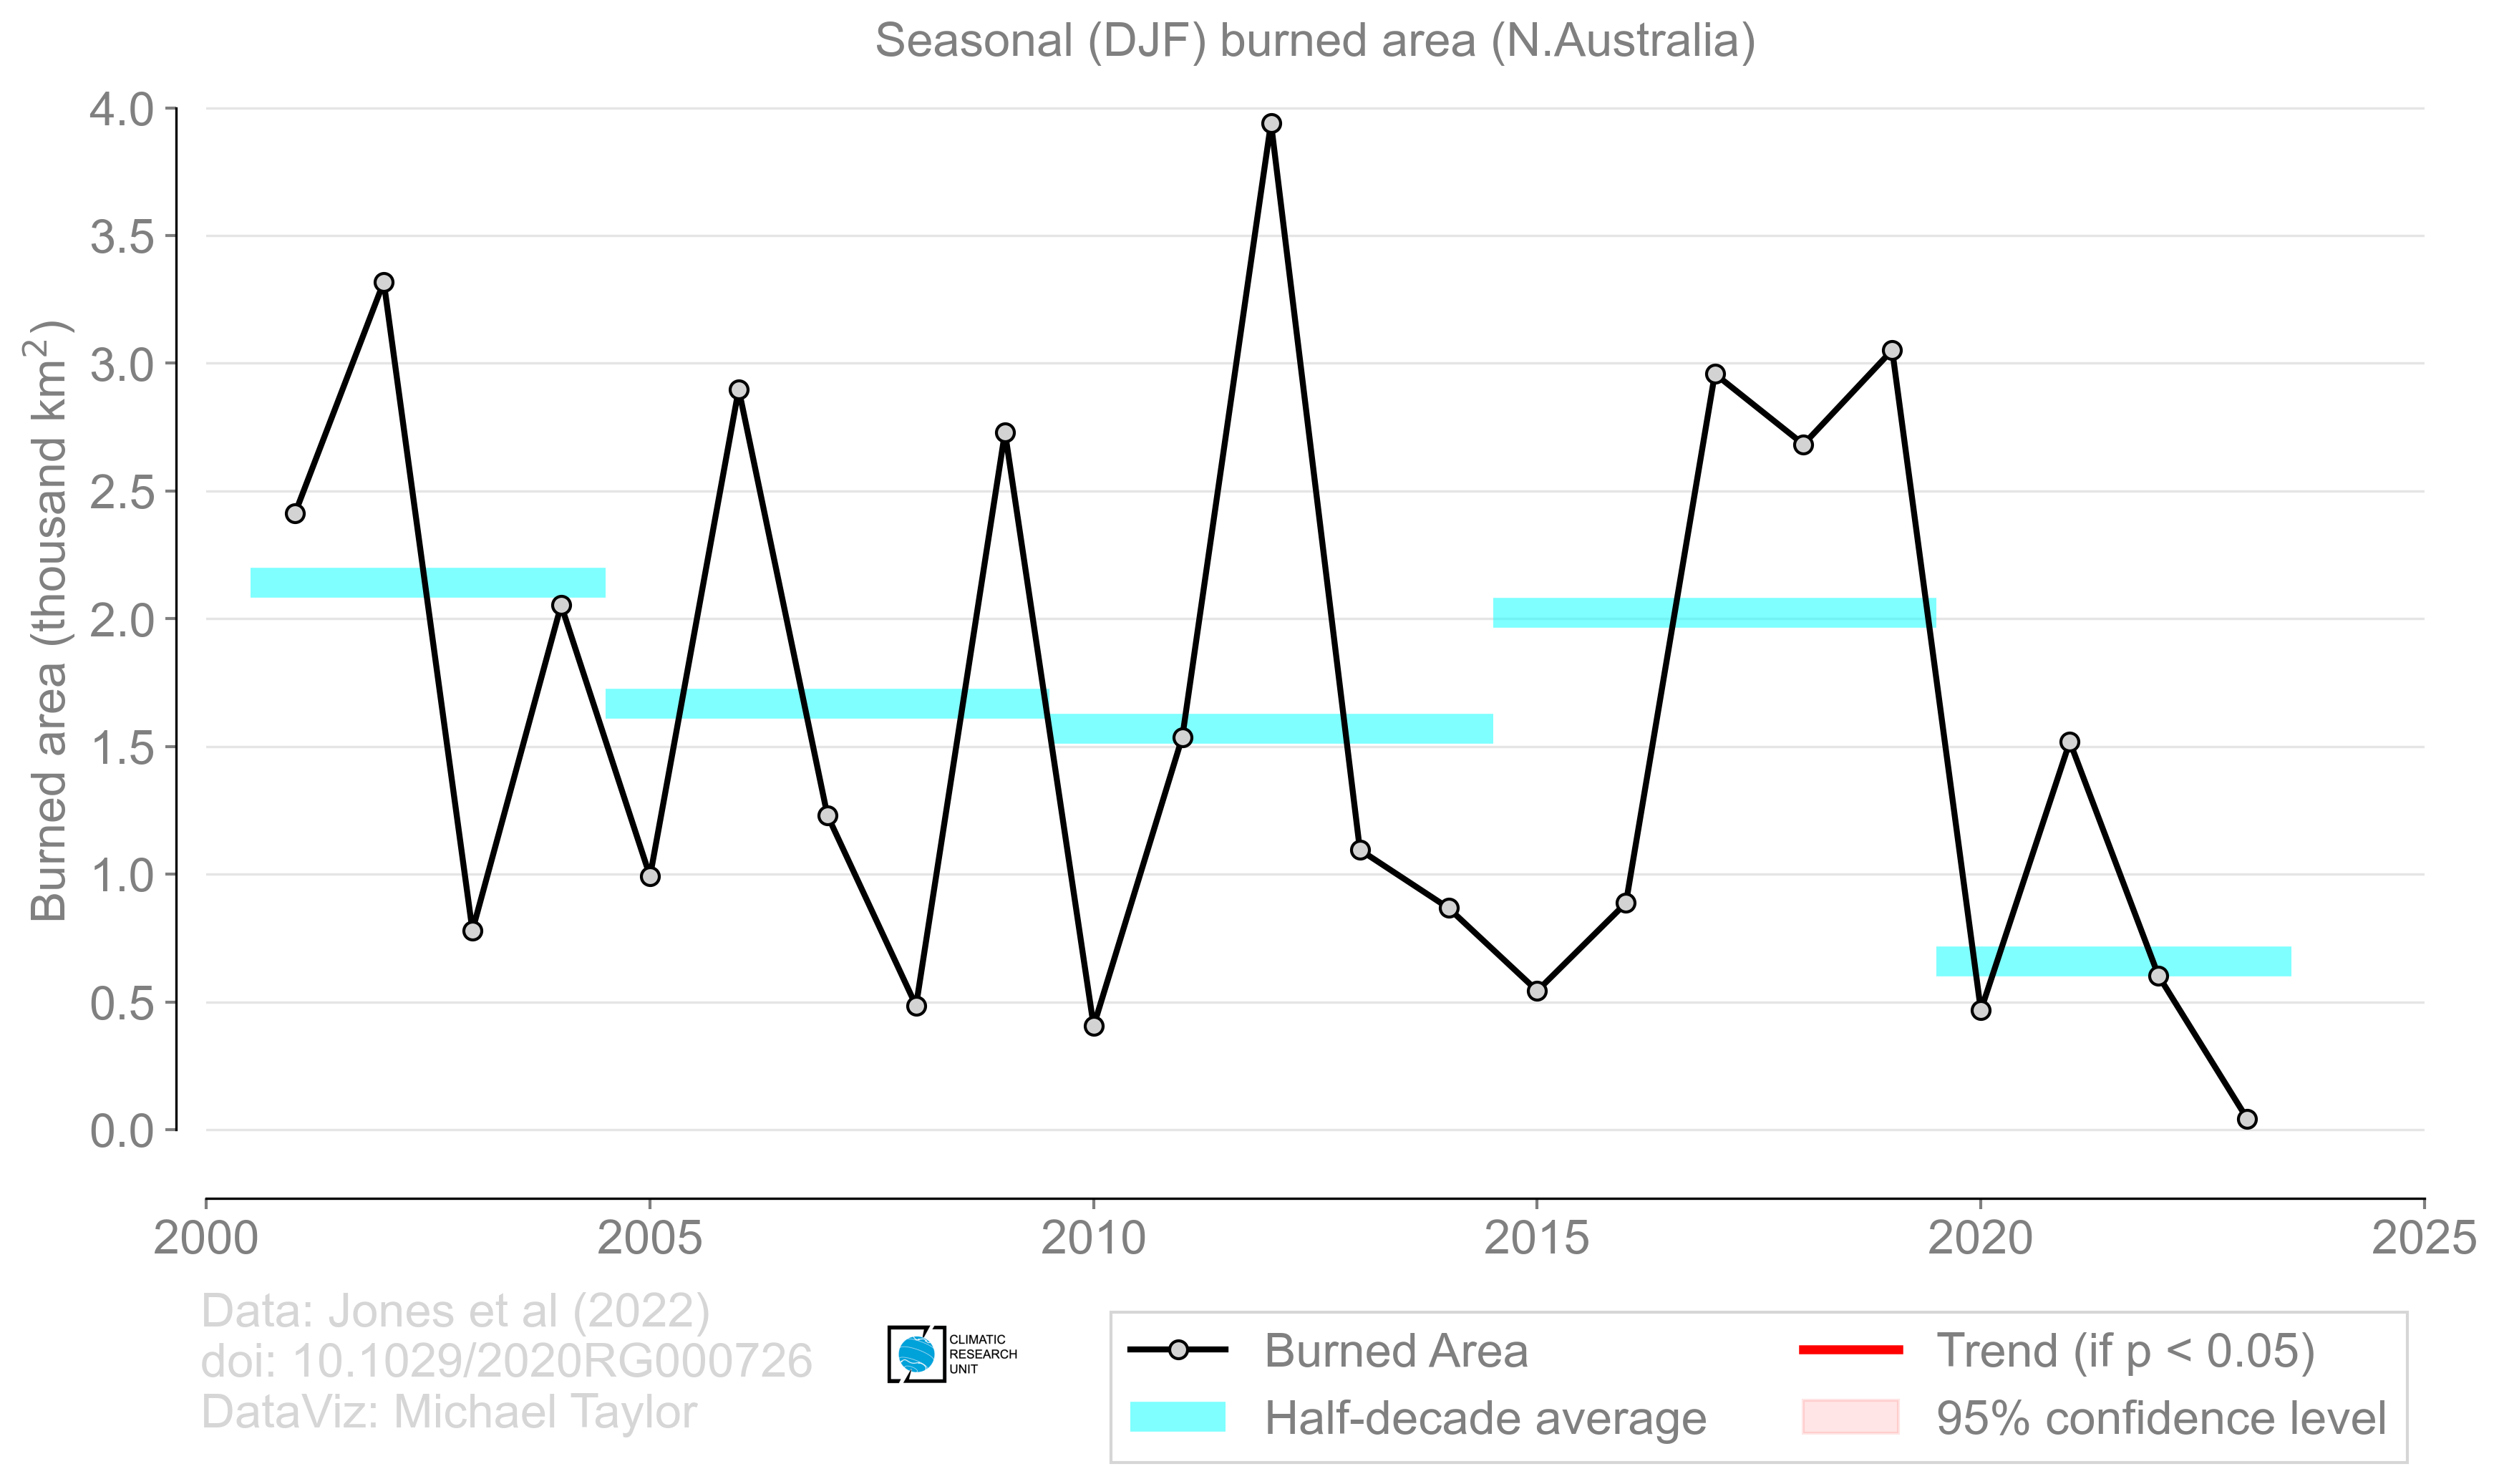 Seasonal (DJF) burned area (N.Australia)
Burned area (thousand km²)
4.0
3.5
3.0
2.5
2.0
1.5
1.0
0.5
0.0
2000 2005 2010 2015 2020 2025
Data: Jones et al (2022)
doi: 10.1029/2020RG000726
DataViz: Michael Taylor
CLIMATIC
RESEARCH
UNIT
Burned Area
Half-decade average
Trend (if p < 0.05)
95% confidence level